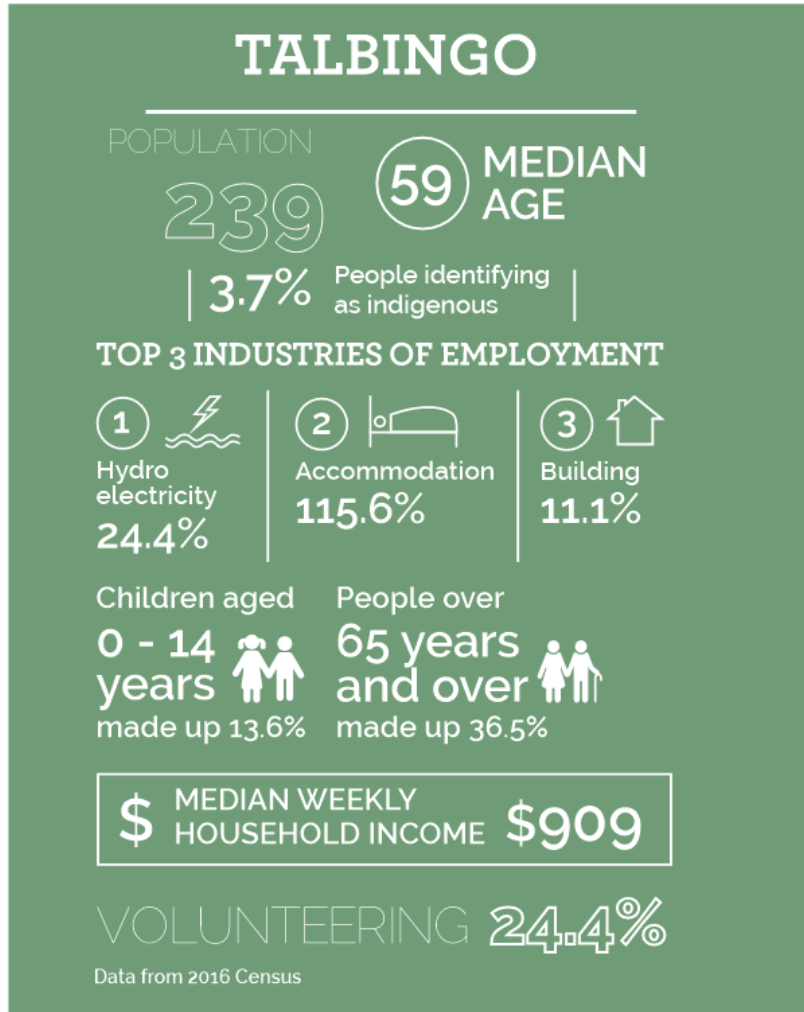 TALBINGO
POPULATION
239
59
MEDIAN
AGE
3.7%
People identifying
as indigenous
TOP 3 INDUSTRIES OF EMPLOYMENT
1
Hydro
electricity
24.4%
2
Accommodation
115.6%
3
Building
11.1%
Children aged
0 - 14
years
made up 13.6%
People over
65 years
and over
made up 36.5%
$
MEDIAN WEEKLY
HOUSEHOLD INCOME
$909
VOLUNTEERING 24.4%
Data from 2016 Census